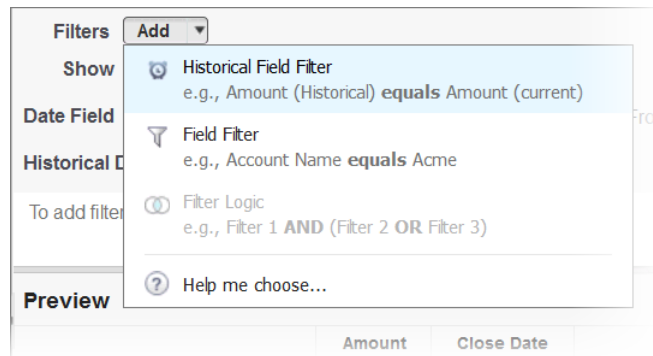 Filters Add
Historical Field Filter
Show
e.g., Amount (Historical) equals Amount (current)
Date Field
Field Filter
e.g., Account Name equals Acme
Historical
Filter Logic
To add filter
e.g., Filter 1 AND (Filter 2 OR Filter 3)
? Help me choose...
Preview
Amount Close Date